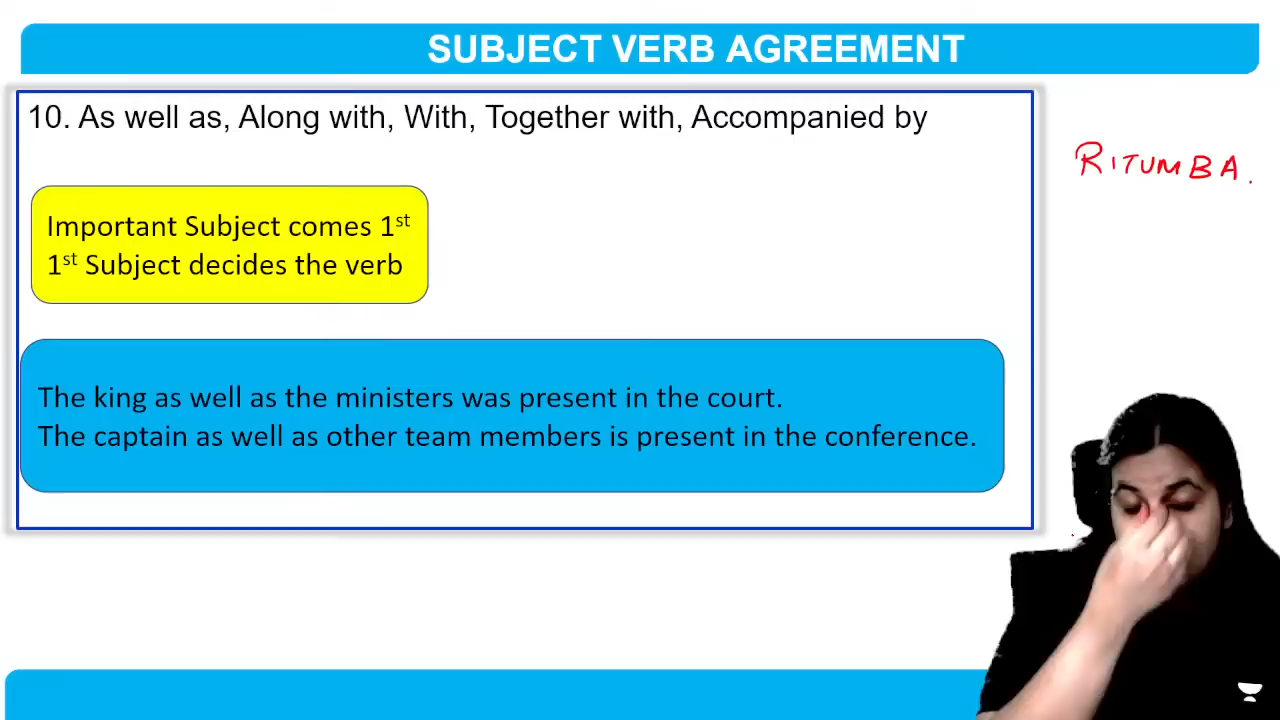 SUBJECT VERB AGREEMENT
10. As well as, Along with, With, Together with, Accompanied by
RITUMBA.
Important Subject comes 1st
1st Subject decides the verb
The king as well as the ministers was present in the court.
The captain as well as other team members is present in the conference.